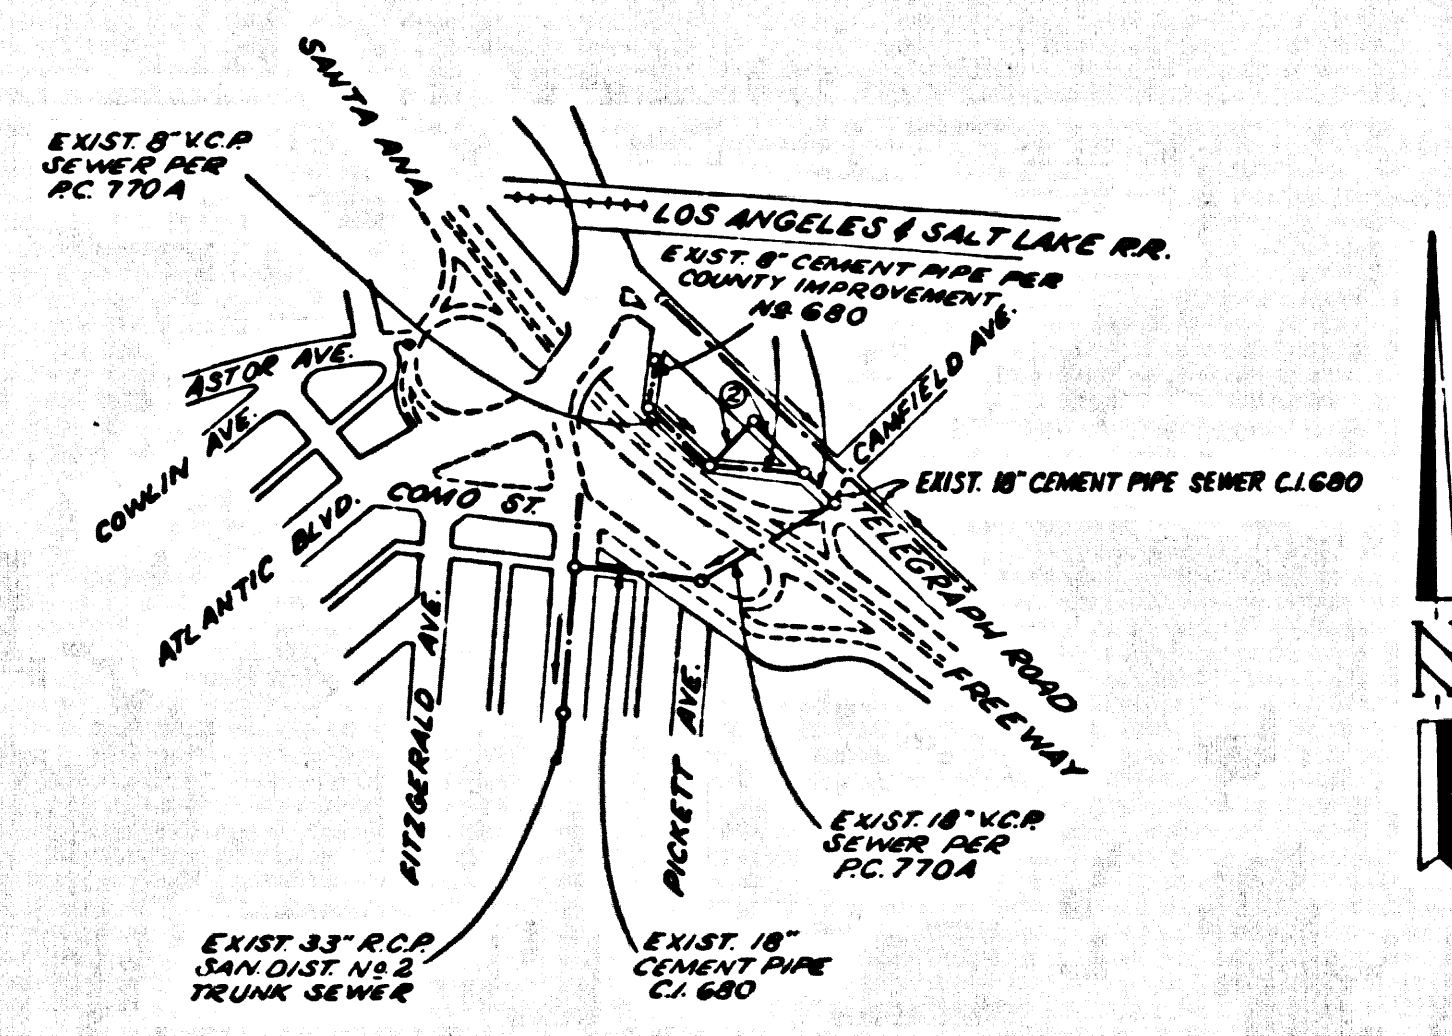 SANTA ANA
EXIST. 8" V.C.P.
SEWER PER
P.C. 770A
LOS ANGELES & SALT LAKE R.R.
EXIST. 8" CEMENT PIPE PER
COUNTY IMPROVEMENT
No. 680
ASTOR AVE.
COWLIN AVE.
ATLANTIC BLVD.
COMO ST.
2
CAMFIELD AVE.
EXIST. 18" CEMENT PIPE SEWER C.I. 680
TELEGRAPH ROAD
FREEWAY
FITZGERALD AVE.
PICKETT AVE.
EXIST. 18" V.C.P.
SEWER PER
P.C. 770A
EXIST. 33" R.C.P.
SAN. DIST. No. 2
TRUNK SEWER
EXIST. 18"
CEMENT PIPE
C.I. 680
N